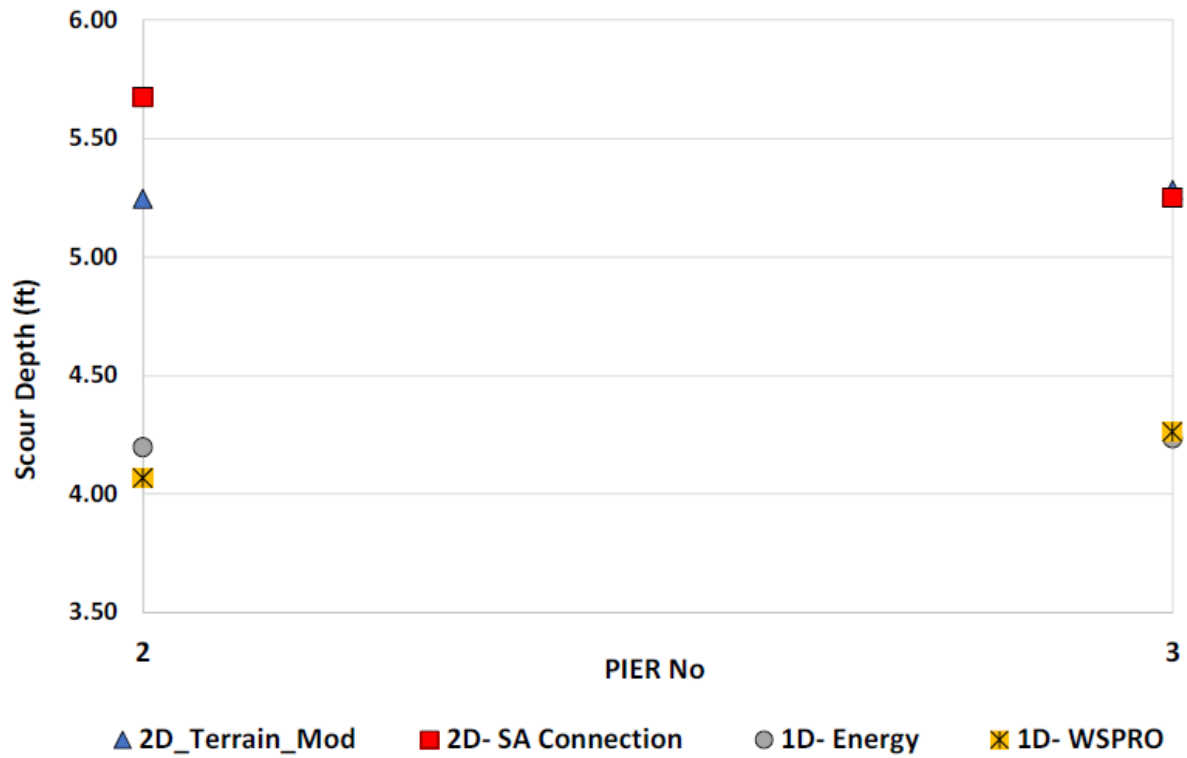 6.00
5.50
5.00
4.50
4.00
3.50
Scour Depth (ft)
2
3
PIER No
2D_Terrain_Mod
2D- SA Connection
1D- Energy
1D- WSPRO